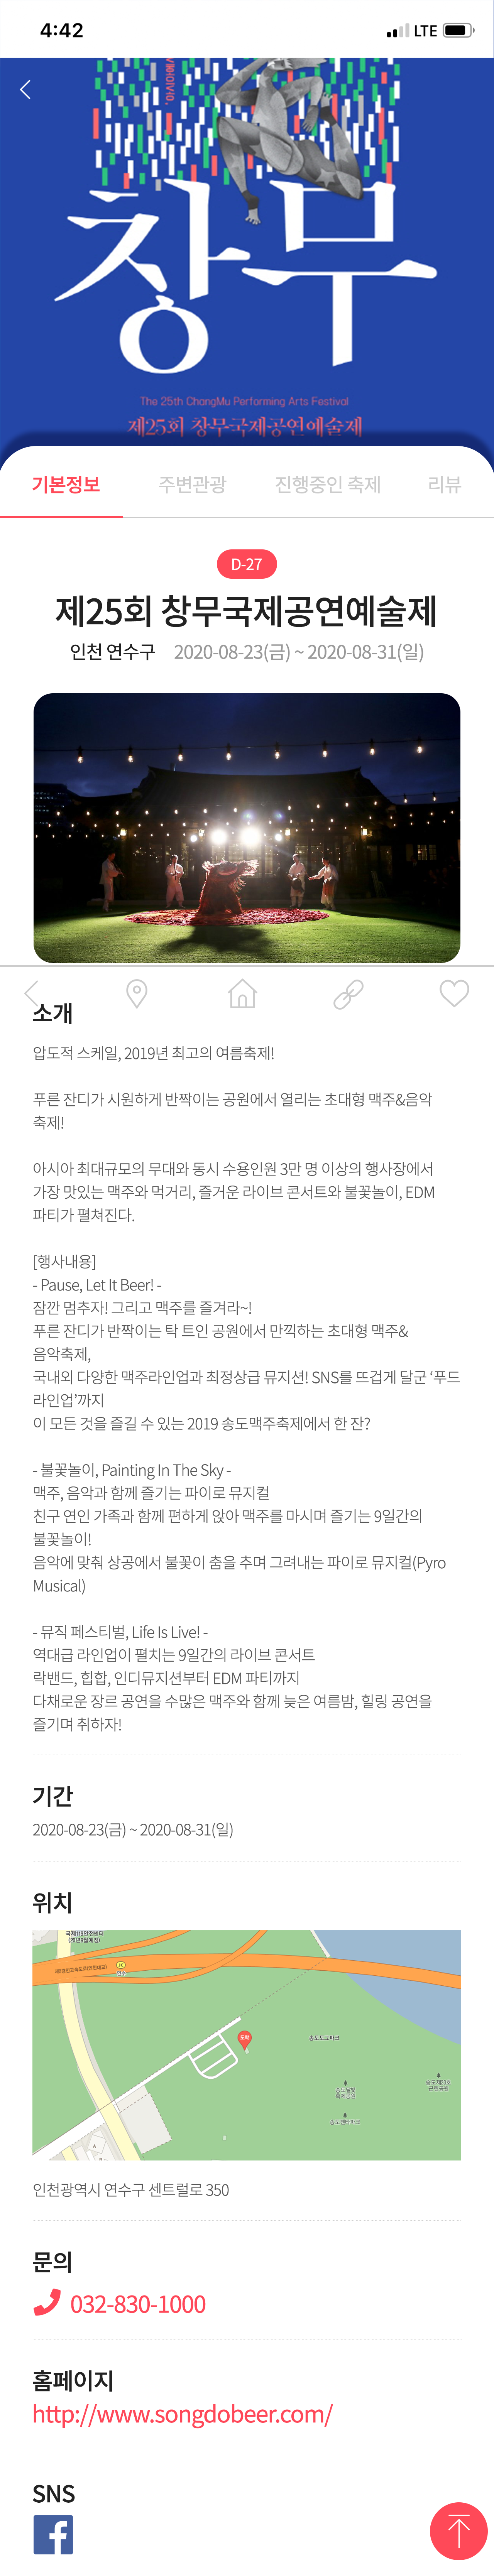 4:42
LTE
창무
The 25th ChangMu Performing Arts Festival
제25회 창무국제공연예술제
기본정보
주변관광
진행중인 축제
리뷰
D-27
제25회 창무국제공연예술제
인천 연수구 2020-08-23(금) ~ 2020-08-31(일)
소개
압도적 스케일, 2019년 최고의 여름축제!
푸른 잔디가 시원하게 반짝이는 공원에서 열리는 초대형 맥주&음악
축제!
아시아 최대규모의 무대와 동시 수용인원 3만 명 이상의 행사장에서
가장 맛있는 맥주와 먹거리, 즐거운 라이브 콘서트와 불꽃놀이, EDM
파티가 펼쳐진다.
[행사내용]
- Pause, Let It Beer! -
잠깐 멈추자! 그리고 맥주를 즐겨라~!
푸른 잔디가 반짝이는 탁 트인 공원에서 만끽하는 초대형 맥주&
음악축제,
국내외 다양한 맥주라인업과 최정상급 뮤지션! SNS를 뜨겁게 달군 ‘푸드
라인업’까지
이 모든 것을 즐길 수 있는 2019 송도맥주축제에서 한 잔?
- 불꽃놀이, Painting In The Sky -
맥주, 음악과 함께 즐기는 파이로 뮤지컬
친구 연인 가족과 함께 편하게 앉아 맥주를 마시며 즐기는 9일간의
불꽃놀이!
음악에 맞춰 상공에서 불꽃이 춤을 추며 그려내는 파이로 뮤지컬(Pyro
Musical)
- 뮤직 페스티벌, Life Is Live! -
역대급 라인업이 펼치는 9일간의 라이브 콘서트
락밴드, 힙합, 인디뮤지션부터 EDM 파티까지
다채로운 장르 공연을 수많은 맥주와 함께 늦은 여름밤, 힐링 공연을
즐기며 취하자!
기간
2020-08-23(금) ~ 2020-08-31(일)
위치
국제119안전센터
송도도그파크
도착
송도달빛
축제공원
인천광역시 연수구 센트럴로 350
문의
032-830-1000
홈페이지
http://www.songdobeer.com/
SNS